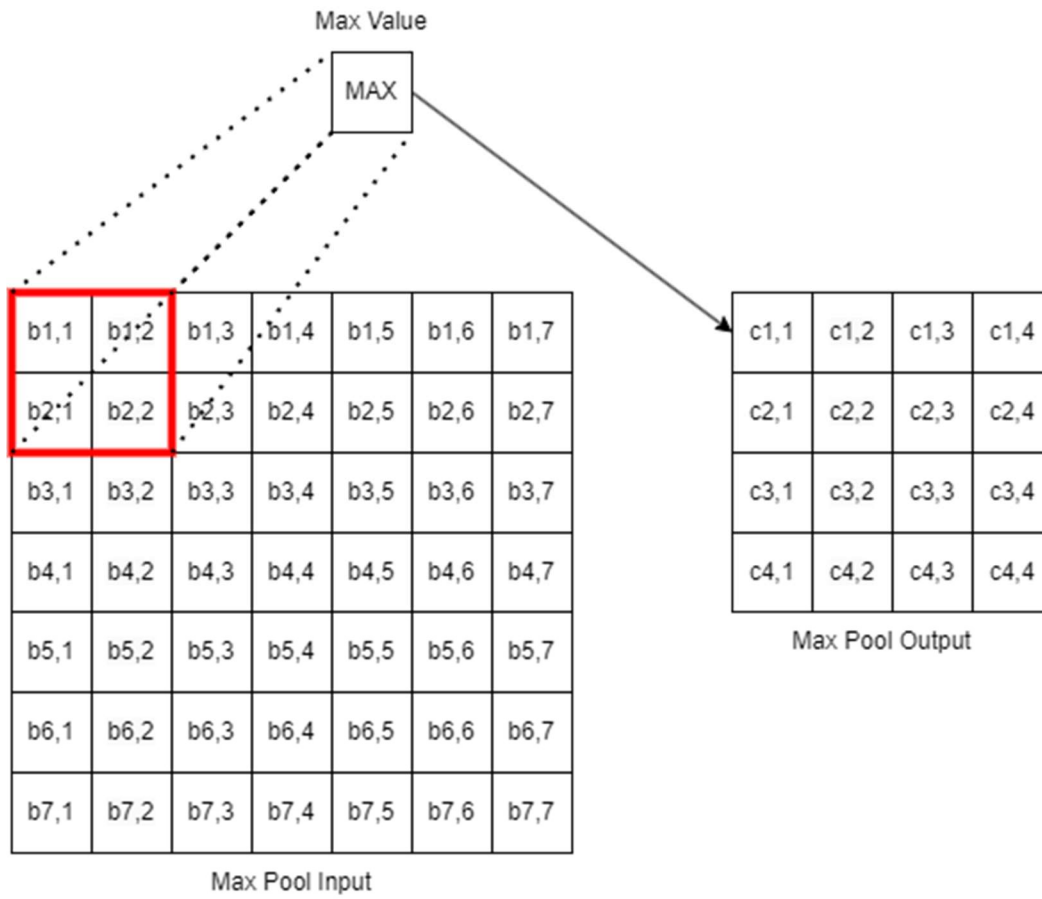 Max Value
MAX
b1,1 b1,2 b1,3 b1,4 b1,5 b1,6 b1,7
b2,1 b2,2 b2,3 b2,4 b2,5 b2,6 b2,7
b3,1 b3,2 b3,3 b3,4 b3,5 b3,6 b3,7
b4,1 b4,2 b4,3 b4,4 b4,5 b4,6 b4,7
b5,1 b5,2 b5,3 b5,4 b5,5 b5,6 b5,7
b6,1 b6,2 b6,3 b6,4 b6,5 b6,6 b6,7
b7,1 b7,2 b7,3 b7,4 b7,5 b7,6 b7,7
Max Pool Input
c1,1 c1,2 c1,3 c1,4
c2,1 c2,2 c2,3 c2,4
c3,1 c3,2 c3,3 c3,4
c4,1 c4,2 c4,3 c4,4
Max Pool Output